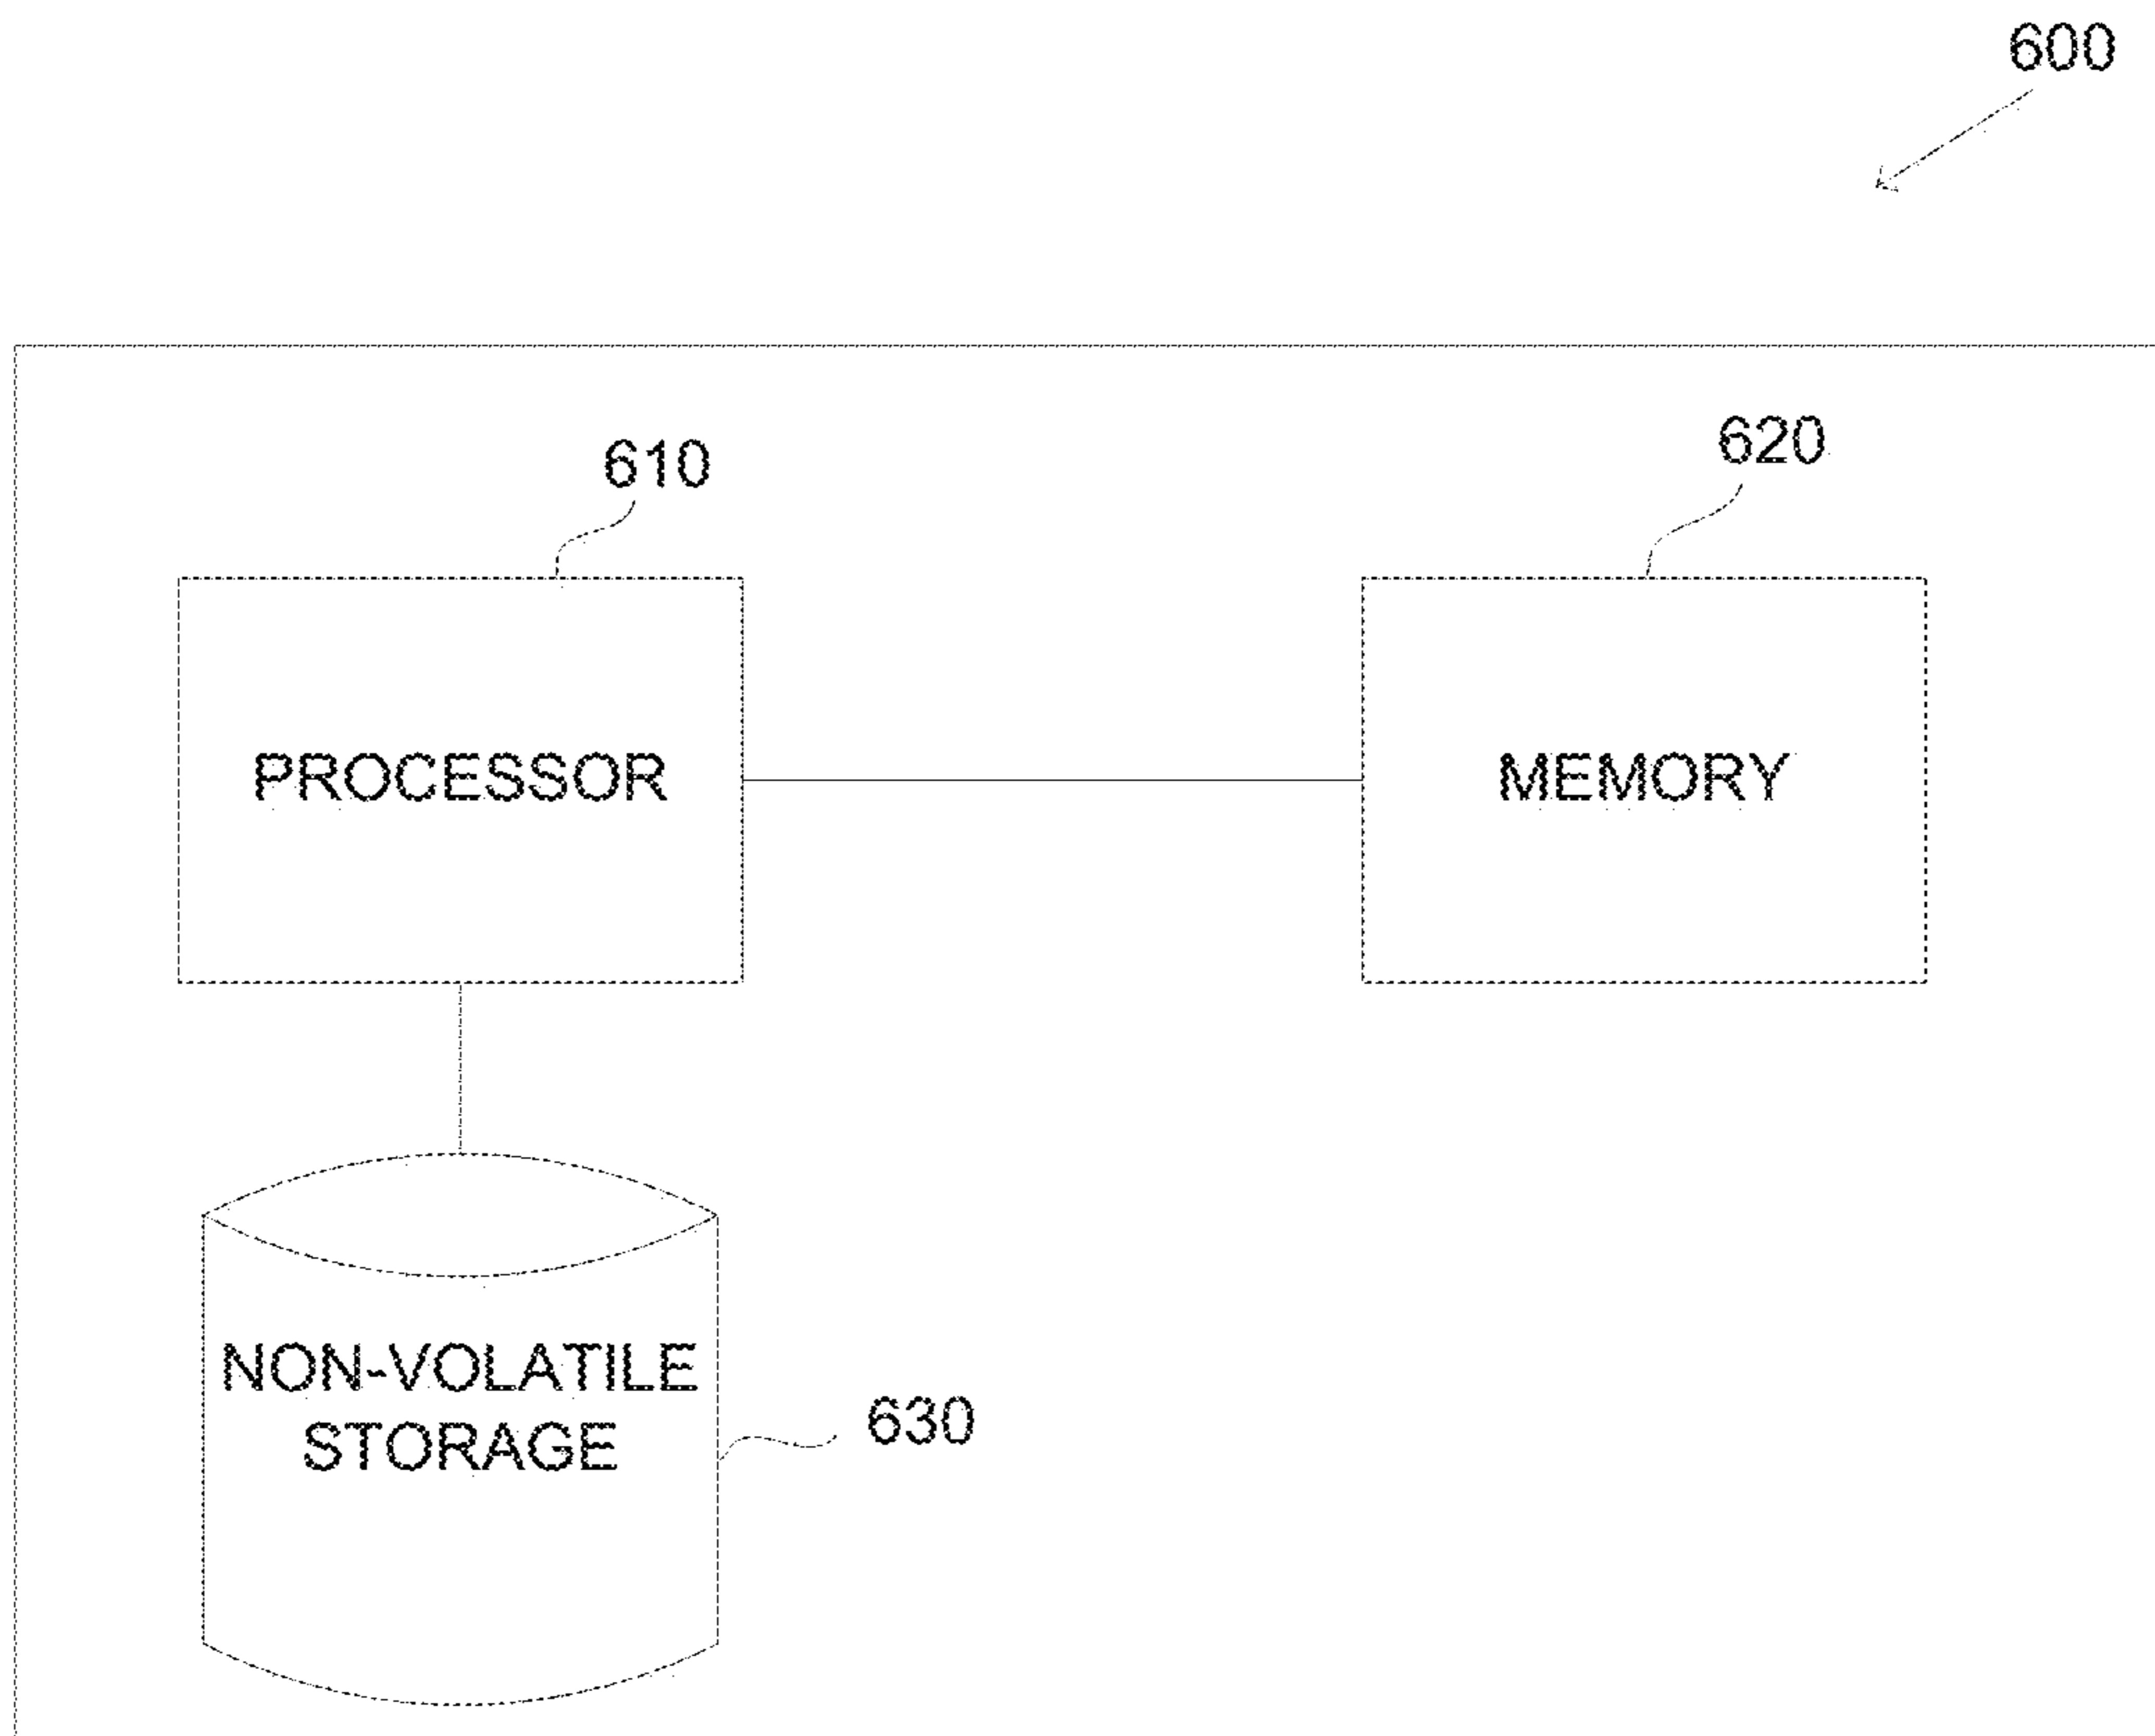 600
610
620
PROCESSOR
MEMORY
NON-VOLATILE
STORAGE
630